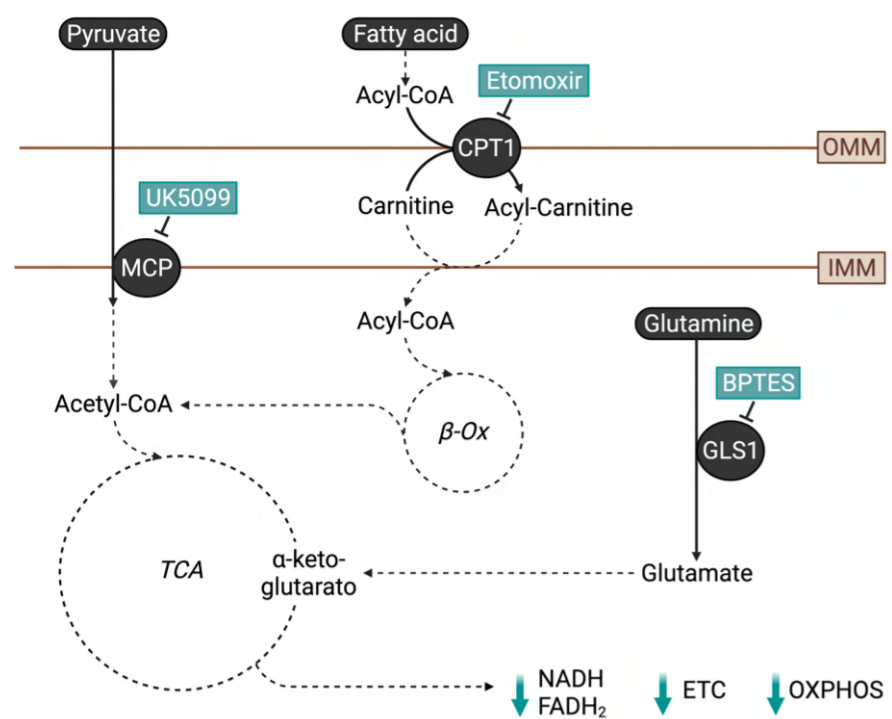 Pyruvate
Fatty acid
Acyl-CoA
Etomoxir
CPT1
OMM
UK5099
Carnitine
Acyl-Carnitine
MCP
IMM
Acyl-CoA
Glutamine
BPTES
Acetyl-CoA
β-Ox
GLS1
TCA
α-keto-
glutarato
Glutamate
NADH
FADH₂
ETC
OXPHOS